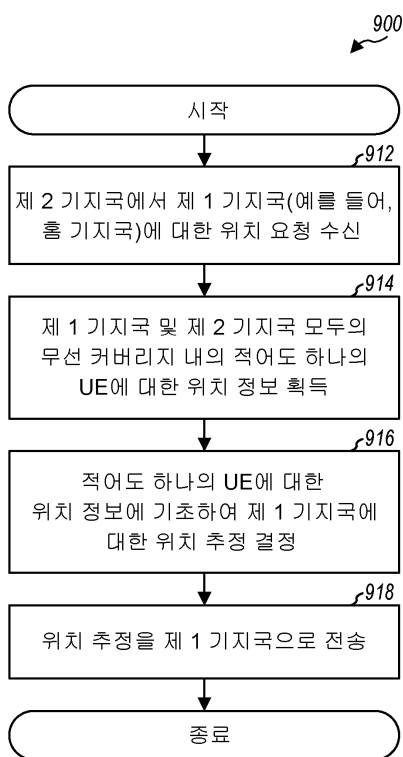 900
시작
912
제 2 기지국에서 제 1 기지국(예를 들어,
홈 기지국)에 대한 위치 요청 수신
914
제 1 기지국 및 제 2 기지국 모두의
무선 커버리지 내의 적어도 하나의
UE에 대한 위치 정보 획득
916
적어도 하나의 UE에 대한
위치 정보에 기초하여 제 1 기지국에
대한 위치 추정 결정
918
위치 추정을 제 1 기지국으로 전송
종료